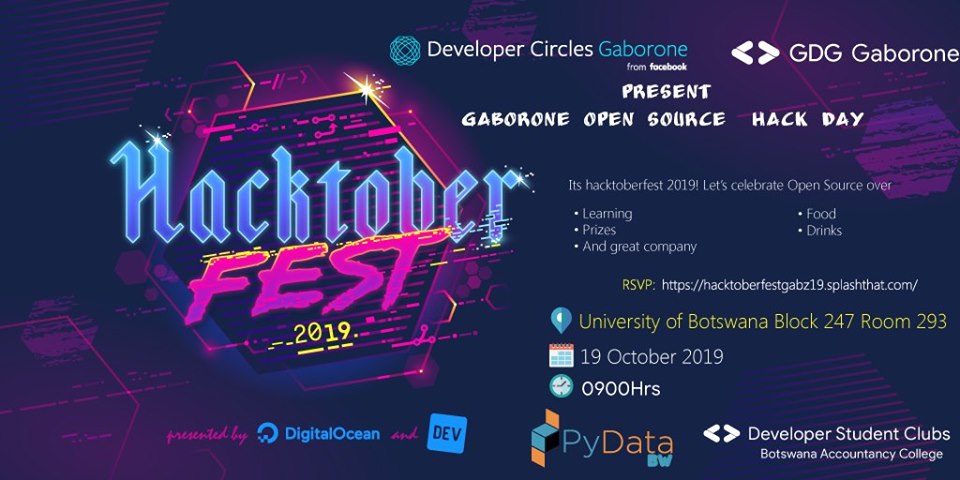 Developer Circles Gaborone
from facebook
GDG Gaborone
PRESENT
GABORONE OPEN SOURCE HACK DAY
Hacktober
FEST
2019
Its hacktoberfest 2019! Let's celebrate Open Source over
• Learning
• Prizes
• And great company
• Food
• Drinks
RSVP: https://hacktoberfestgabz19.splashthat.com/
University of Botswana Block 247 Room 293
19 October 2019
0900Hrs
presented by DigitalOcean and DEV
PyData
BW
Developer Student Clubs
Botswana Accountancy College